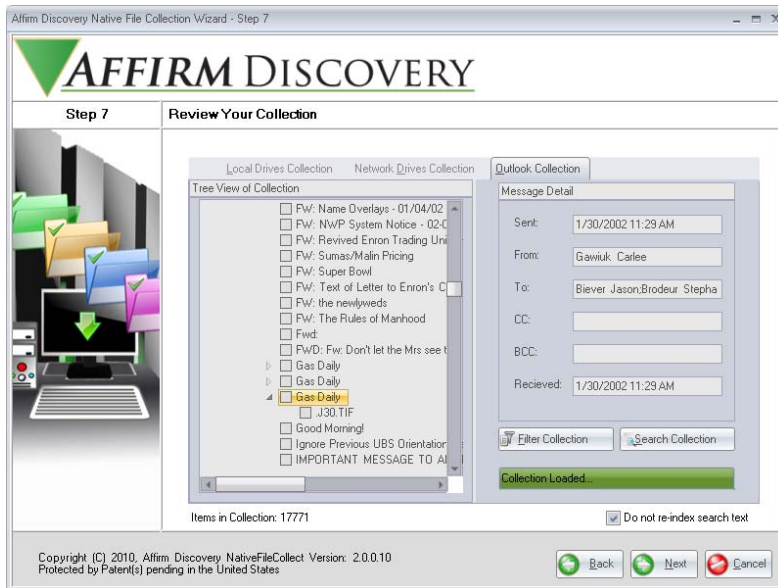 Affirm Discovery Native File Collection Wizard - Step 7
AFFIRM DISCOVERY
Step 7
Review Your Collection
Local Drives Collection
Network Drives Collection
Outlook Collection
Tree View of Collection
FW: Name Overlays - 01/04/02
FW: NWP System Notice - 02-0
FW: Revived Enron Trading Uni
FW: Sumas/Malin Pricing
FW: Super Bowl
FW: Text of Letter to Enron's C
FW: the newlyweds
FW: The Rules of Manhood
Fwd:
FWD: Fw: Don't let the Mrs see t
Gas Daily
Gas Daily
Gas Daily
J30.TIF
Good Morning!
Ignore Previous UBS Orientation
IMPORTANT MESSAGE TO
Message Detail
Sent: 1/30/2002 11:29 AM
From: Gawiuk Carlee
To: Biever Jason;Brodeur Stepha
CC:
BCC:
Recieved: 1/30/2002 11:29 AM
Filter Collection
Search Collection
Collection Loaded...
Items in Collection: 17771
Do not re-index search text
Copyright (C) 2010, Affirm Discovery NativeFileCollect Version: 2.0.0.10
Protected by Patent(s) pending in the United States
Back
Next
Cancel